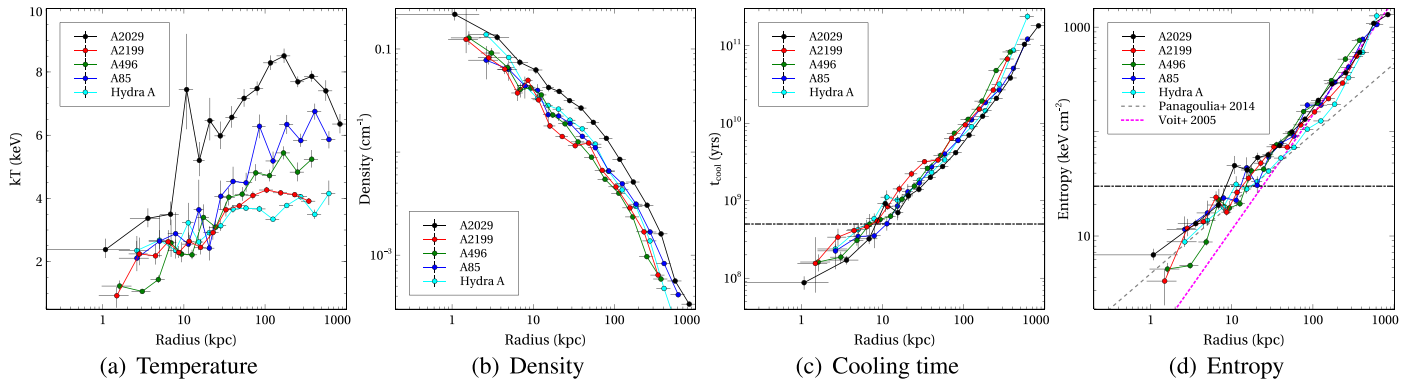 kT (keV)
10
8
6
4
2
A2029
A2199
A496
A85
Hydra A
1
10
100
1000
Radius (kpc)
(a) Temperature
Density (cm⁻¹)
0.1
10⁻³
A2029
A2199
A496
A85
Hydra A
1
10
100
1000
Radius (kpc)
(b) Density
t_cool (yrs)
10¹¹
10¹⁰
10⁹
10⁸
A2029
A2199
A496
A85
Hydra A
1
10
100
1000
Radius (kpc)
(c) Cooling time
Entropy (keV cm⁻²)
1000
10
A2029
A2199
A496
A85
Hydra A
Panagoulia+ 2014
Voit+ 2005
1
10
100
1000
Radius (kpc)
(d) Entropy